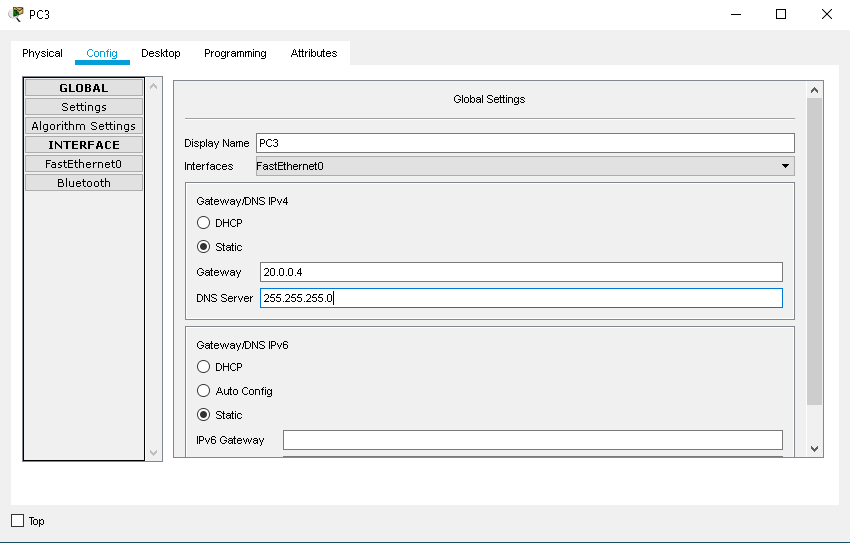 PC3
Physical Config Desktop Programming Attributes
GLOBAL
Settings
Algorithm Settings
INTERFACE
FastEthernet0
Bluetooth
Global Settings
Display Name PC3
Interfaces FastEthernet0
Gateway/DNS IPv4
DHCP
Static
Gateway 20.0.0.4
DNS Server 255.255.255.0
Gateway/DNS IPv6
DHCP
Auto Config
Static
IPv6 Gateway
Top